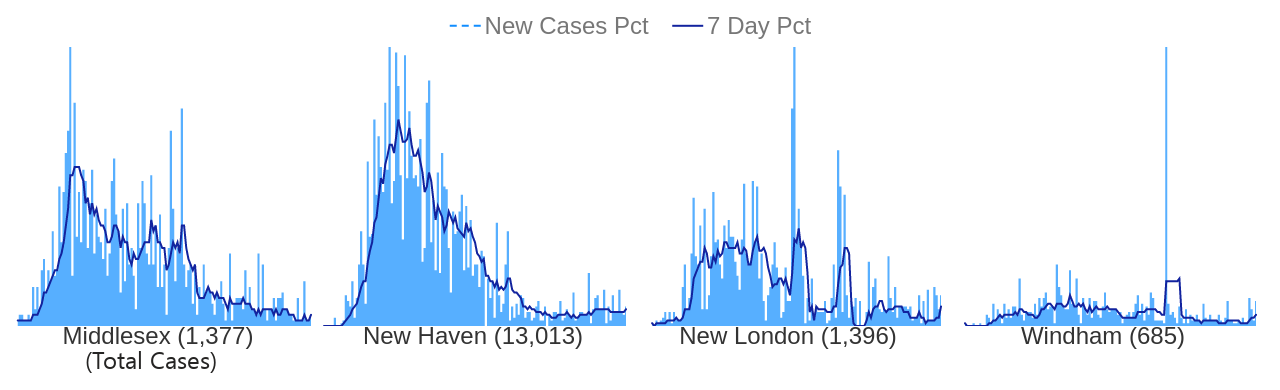 New Cases Pct 7 Day Pct
Middlesex (1,377) New Haven (13,013) New London (1,396) Windham (685)
(Total Cases)